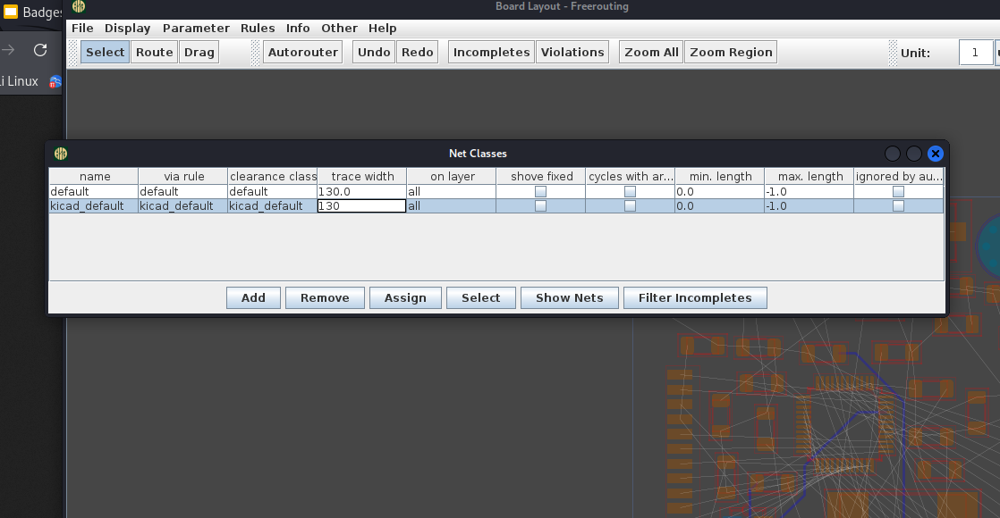 Badges
Board Layout - Freerouting
File Display Parameter Rules Info Other Help
Select Route Drag Autorouter Undo Redo Incompletes Violations Zoom All Zoom Region Unit: 1
i Linux
Net Classes
name via rule clearance class trace width on layer shove fixed cycles with ar... min. length max. length ignored by au...
default default default 130.0 all 0.0 -1.0
kicad_default kicad_default kicad_default 130 all 0.0 -1.0
Add Remove Assign Select Show Nets Filter Incompletes